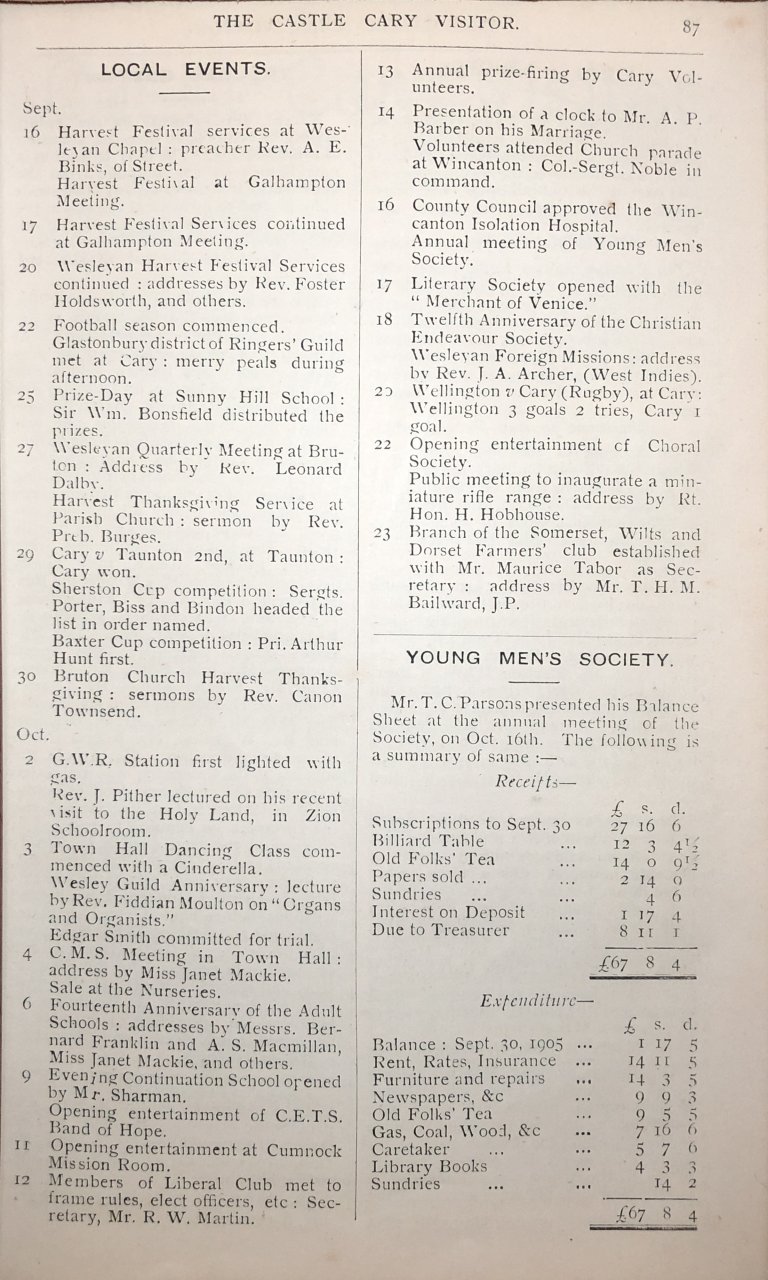 THE CASTLE CARY VISITOR.
87
LOCAL EVENTS.
Sept.
16 Harvest Festival services at Wes-
leyan Chapel : preacher Rev. A. E.
Binks, of Street.
Harvest Festival at Galhampton
Meeting.
17 Harvest Festival Services continued
at Galhampton Meeting.
20 Wesleyan Harvest Festival Services
continued : addresses by Rev. Foster
Holdsworth, and others.
22 Football season commenced.
Glastonbury district of Ringers' Guild
met at Cary : merry peals during
afternoon.
25 Prize-Day at Sunny Hill School :
Sir Wm. Bonsfield distributed the
prizes.
27 Wesleyan Quarterly Meeting at Bru-
ton : Address by Rev. Leonard
Dalby.
Harvest Thanksgiving Service at
Parish Church : sermon by Rev.
Preb. Burges.
29 Cary v Taunton 2nd, at Taunton :
Cary won.
Sherston Cup competition : Sergts.
Porter, Biss and Bindon headed the
list in order named.
Baxter Cup competition : Pri. Arthur
Hunt first.
30 Bruton Church Harvest Thanks-
giving : sermons by Rev. Canon
Townsend.
Oct.
2 G.W.R. Station first lighted with
gas.
Rev. J. Pither lectured on his recent
visit to the Holy Land, in Zion
Schoolroom.
3 Town Hall Dancing Class com-
menced with a Cinderella.
Wesley Guild Anniversary : lecture
by Rev. Fiddian Moulton on "Organs
and Organists."
Edgar Smith committed for trial.
4 C.M.S. Meeting in Town Hall :
address by Miss Janet Mackie.
Sale at the Nurseries.
6 Fourteenth Anniversary of the Adult
Schools : addresses by Messrs. Ber-
nard Franklin and A. S. Macmillan,
Miss Janet Mackie, and others.
9 Evening Continuation School opened
by Mr. Sharman.
Opening entertainment of C.E.T.S.
Band of Hope.
11 Opening entertainment at Cumnock
Mission Room.
12 Members of Liberal Club met to
frame rules, elect officers, etc : Sec-
retary, Mr. R. W. Martin.
13 Annual prize-firing by Cary Vol-
unteers.
14 Presentation of a clock to Mr. A. P.
Barber on his Marriage.
Volunteers attended Church parade
at Wincanton : Col.-Sergt. Noble in
command.
16 County Council approved the Win-
canton Isolation Hospital.
Annual meeting of Young Men's
Society.
17 Literary Society opened with the
" Merchant of Venice."
18 Twelfth Anniversary of the Christian
Endeavour Society.
Wesleyan Foreign Missions: address
by Rev. J. A. Archer, (West Indies).
20 Wellington v Cary (Rugby), at Cary:
Wellington 3 goals 2 tries, Cary 1
goal.
22 Opening entertainment of Choral
Society.
Public meeting to inaugurate a min-
iature rifle range : address by Rt.
Hon. H. Hobhouse.
23 Branch of the Somerset, Wilts and
Dorset Farmers' club established
with Mr. Maurice Tabor as Sec-
retary : address by Mr. T. H. M.
Bailward, J.P.
YOUNG MEN'S SOCIETY.
Mr. T. C. Parsons presented his Balance
Sheet at the annual meeting of the
Society, on Oct. 16th. The following is
a summary of same :—
Receipts—
£ s. d.
Subscriptions to Sept. 30 27 16 6
Billiard Table ... 12 3 4½
Old Folks' Tea ... 14 0 9½
Papers sold ... ... 2 14 9
Sundries ... ... 4 6
Interest on Deposit ... 1 17 4
Due to Treasurer ... 8 11 1
£67 8 4
Expenditure—
£ s. d.
Balance : Sept. 30, 1905 ... 1 17 5
Rent, Rates, Insurance ... 14 11 5
Furniture and repairs ... 14 3 5
Newspapers, &c ... 9 9 3
Old Folks' Tea ... 9 5 5
Gas, Coal, Wood, &c ... 7 16 6
Caretaker ... ... 5 7 6
Library Books ... 4 3 3
Sundries ... ... 14 2
£67 8 4